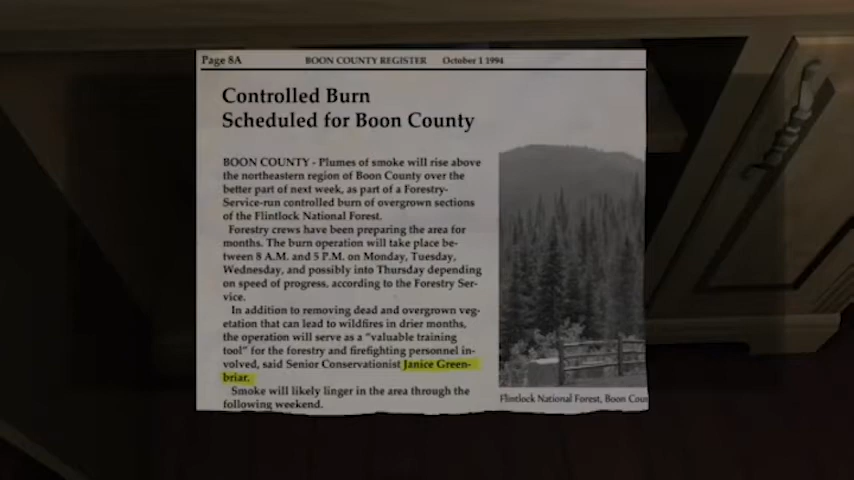 Page 8A BOON COUNTY REGISTER October 1 1994
Controlled Burn
Scheduled for Boon County
BOON COUNTY - Plumes of smoke will rise above
the northeastern region of Boon County over the
better part of next week, as part of a Forestry-
Service-run controlled burn of overgrown sections
of the Flintlock National Forest.
Forestry crews have been preparing the area for
months. The burn operation will take place be-
tween 8 A.M. and 5 P.M. on Monday, Tuesday,
Wednesday, and possibly into Thursday depending
on speed of progress, according to the Forestry Ser-
vice.
In addition to removing dead and overgrown veg-
etation that can lead to wildfires in drier months,
the operation will serve as a “valuable training
tool” for the forestry and firefighting personnel in-
volved, said Senior Conservationist Janice Green-
briar.
Smoke will likely linger in the area through the
following weekend.
Flintlock National Forest, Boon Coun